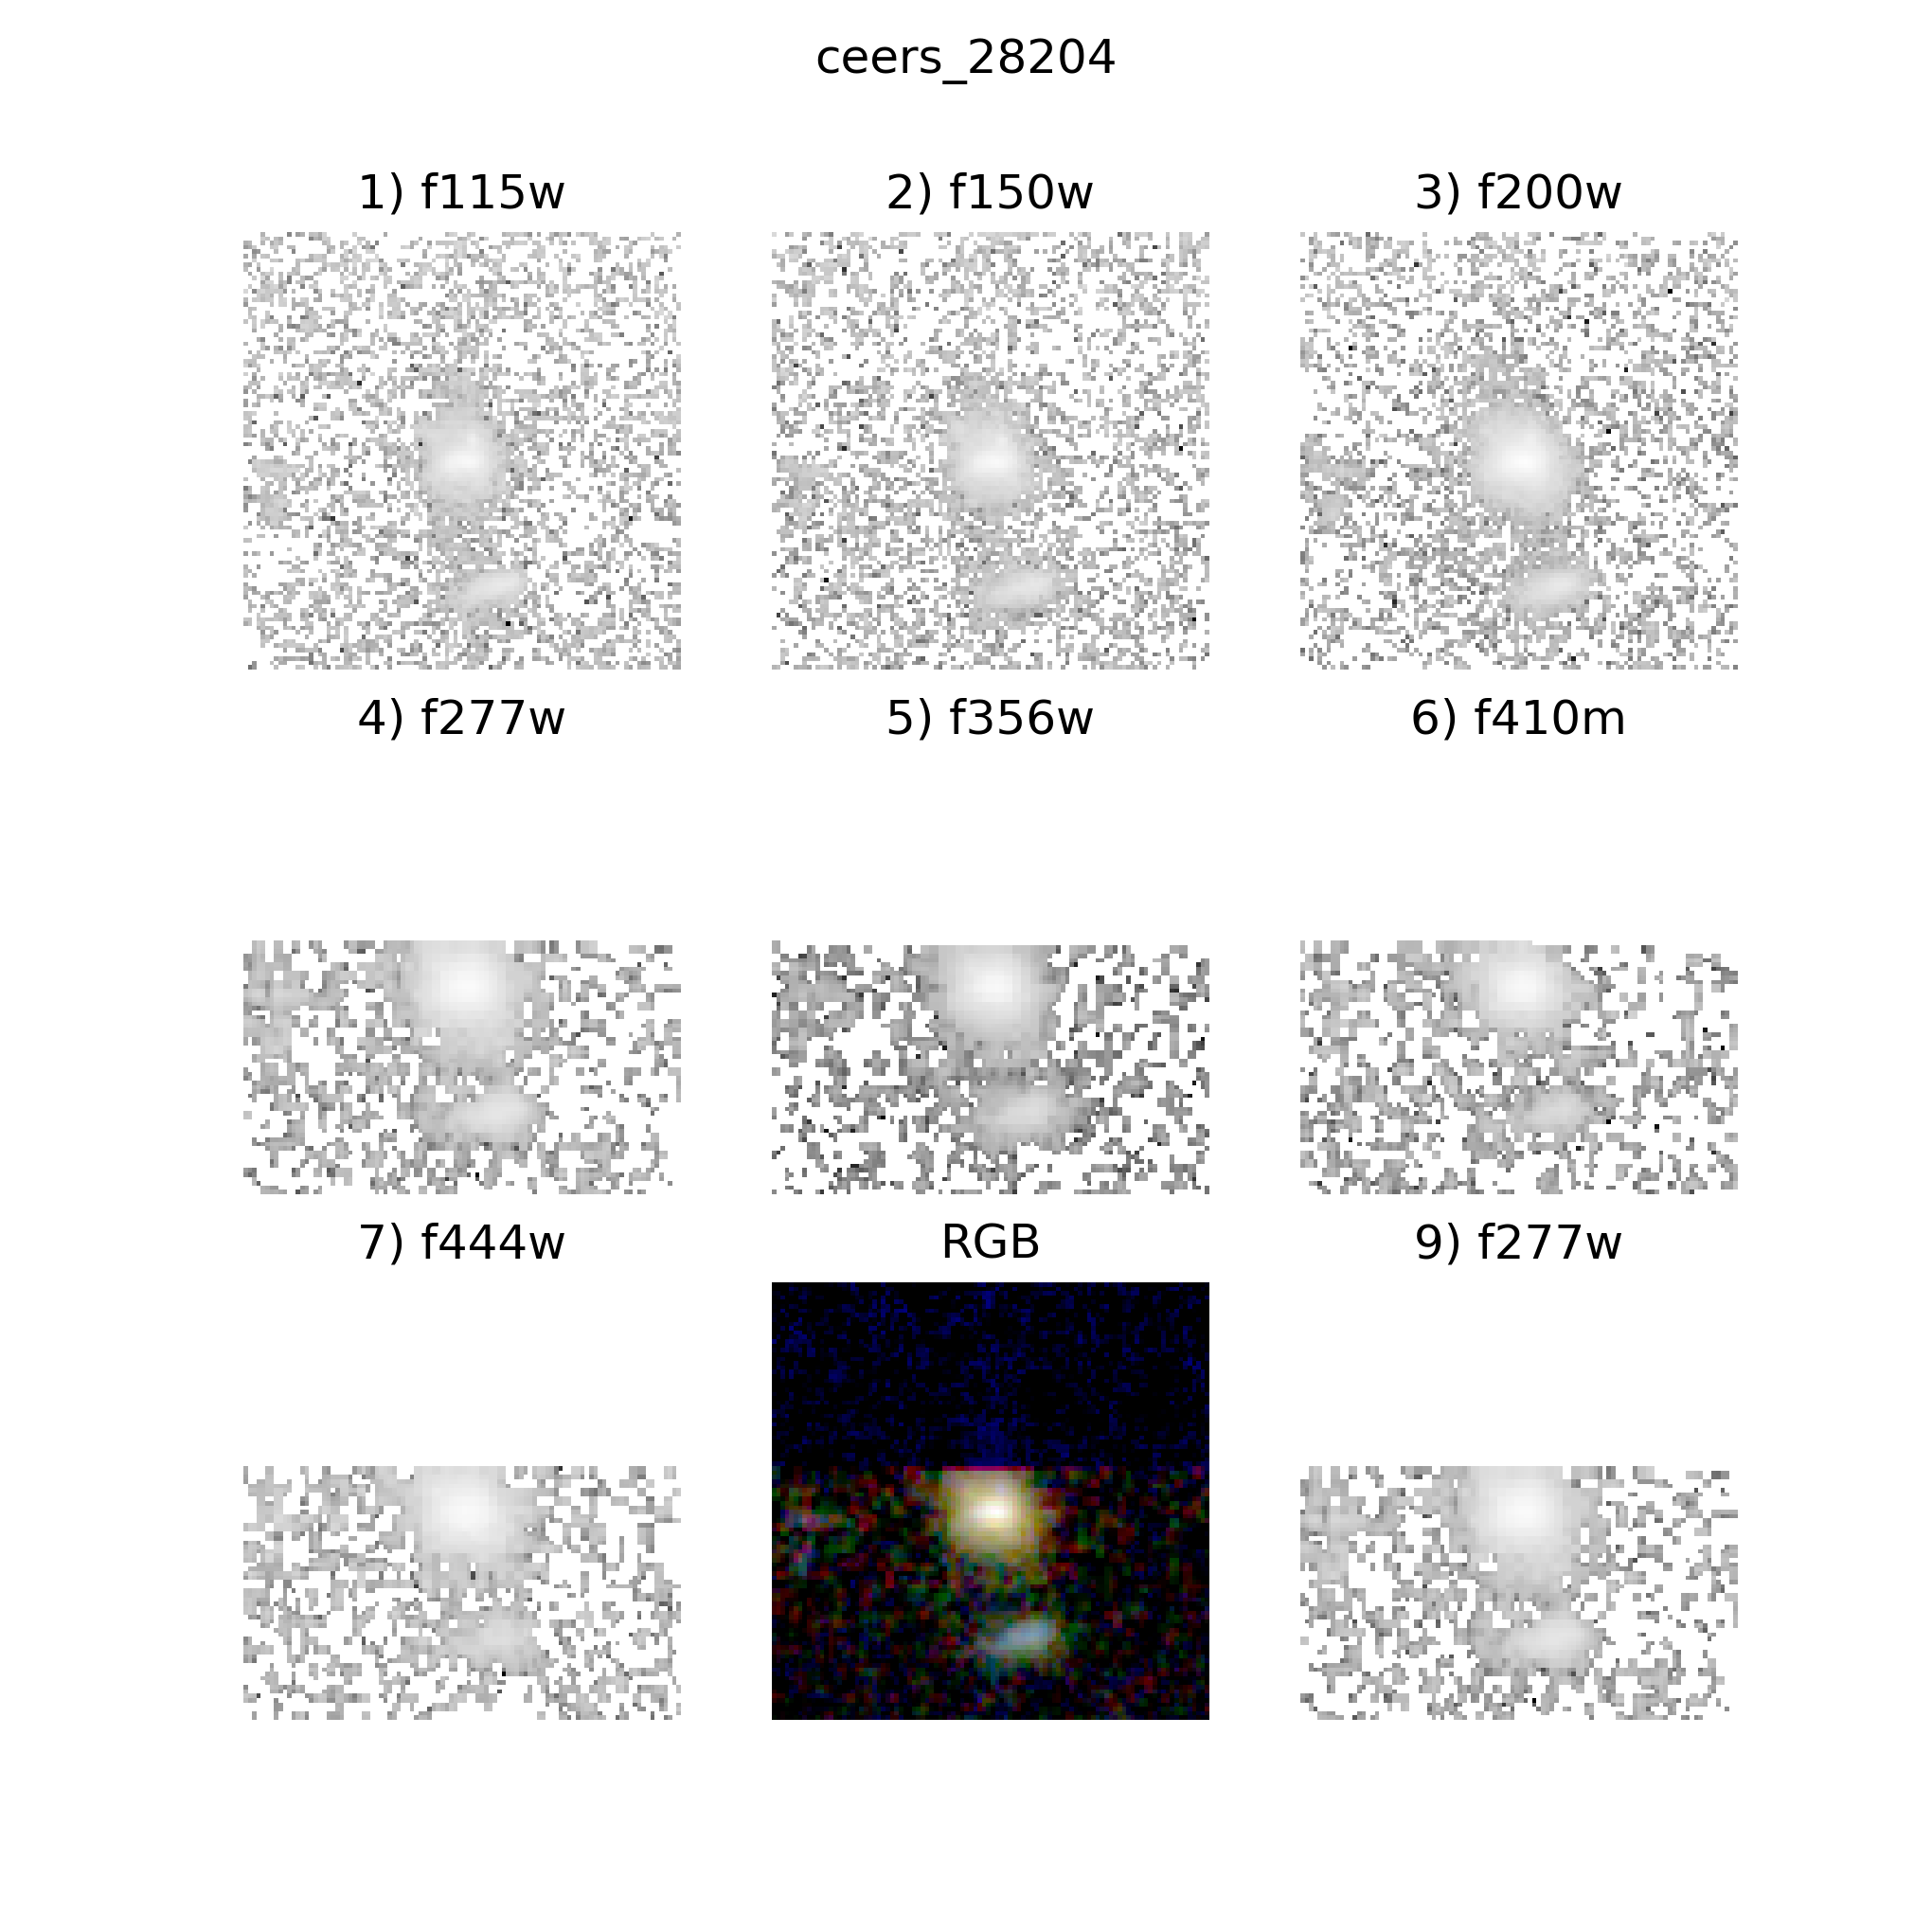 ceers_28204
1) f115w
2) f150w
3) f200w
4) f277w
5) f356w
6) f410m
7) f444w
RGB
9) f277w